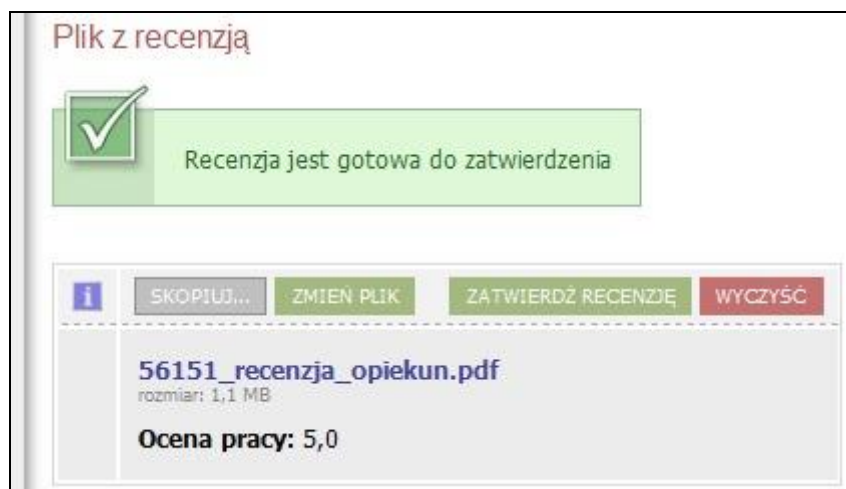 Plik z recenzją
Recenzja jest gotowa do zatwierdzenia
i SKOPIUJ... ZMIEŃ PLIK ZATWIERDŹ RECENZJĘ WYCZYŚĆ
56151_recenzja_opiekun.pdf
rozmiar: 1,1 MB
Ocena pracy: 5,0